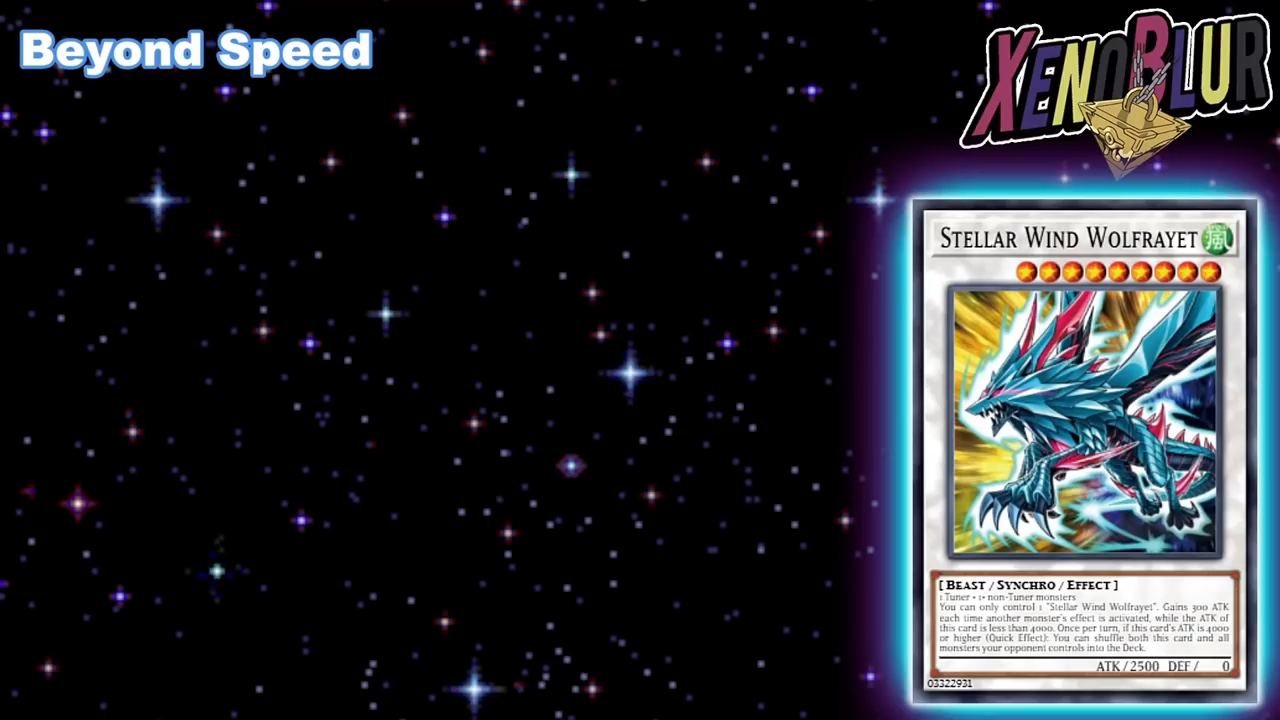 Beyond Speed
XENOBLUR
STELLAR WIND WOLFRAYET 風
[ BEAST / SYNCHRO / EFFECT ]
1 Tuner + 1+ non-Tuner monsters
You can only control 1 "Stellar Wind Wolfrayet". Gains 300 ATK
each time another monster's effect is activated, while the ATK of
this card is less than 4000. Once per turn, if this card's ATK is 4000
or higher (Quick Effect): You can shuffle both this card and all
monsters your opponent controls into the Deck.
ATK / 2500 DEF / 0
03322931